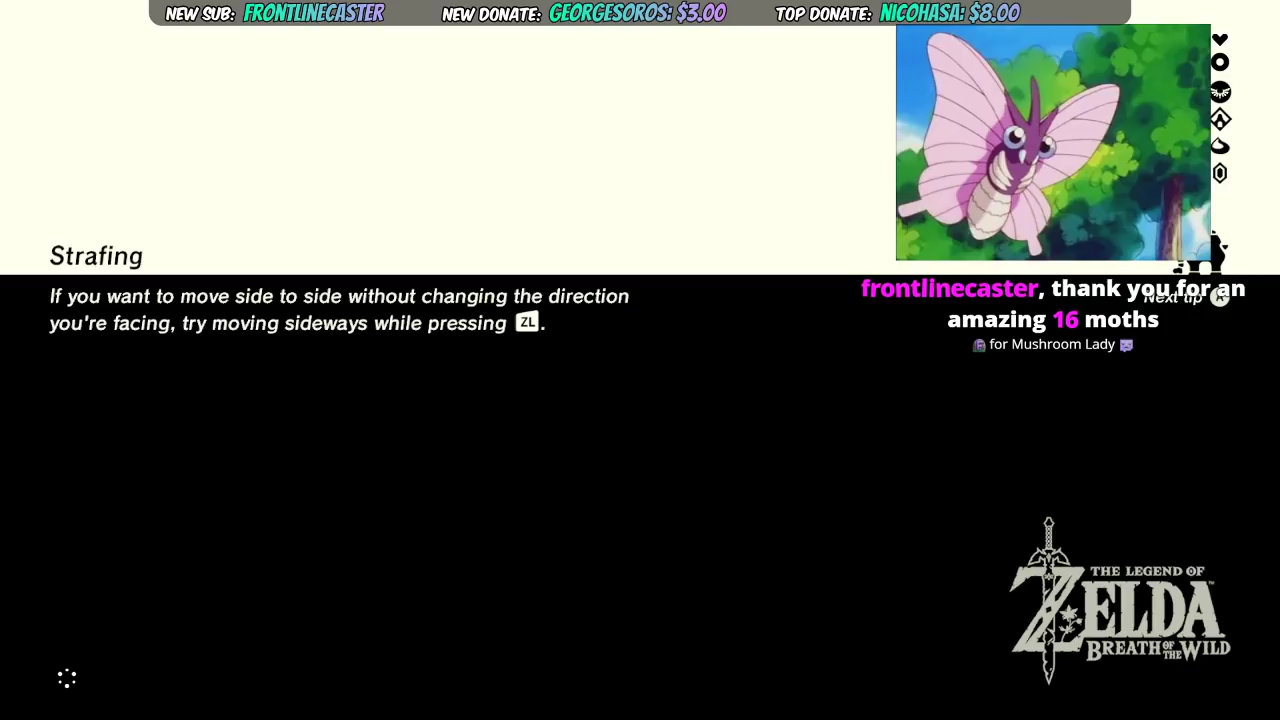 NEW SUB: FRONTLINECASTER NEW DONATE: GEORGESOROS: $3.00 TOP DONATE: NICOHASA: $8.00
Strafing
If you want to move side to side without changing the direction
you're facing, try moving sideways while pressing ZL.
frontlinecaster, thank you for an
Next tip A
amazing 16 moths
for Mushroom Lady
THE LEGEND OF
ZELDA
BREATH OF THE WILD